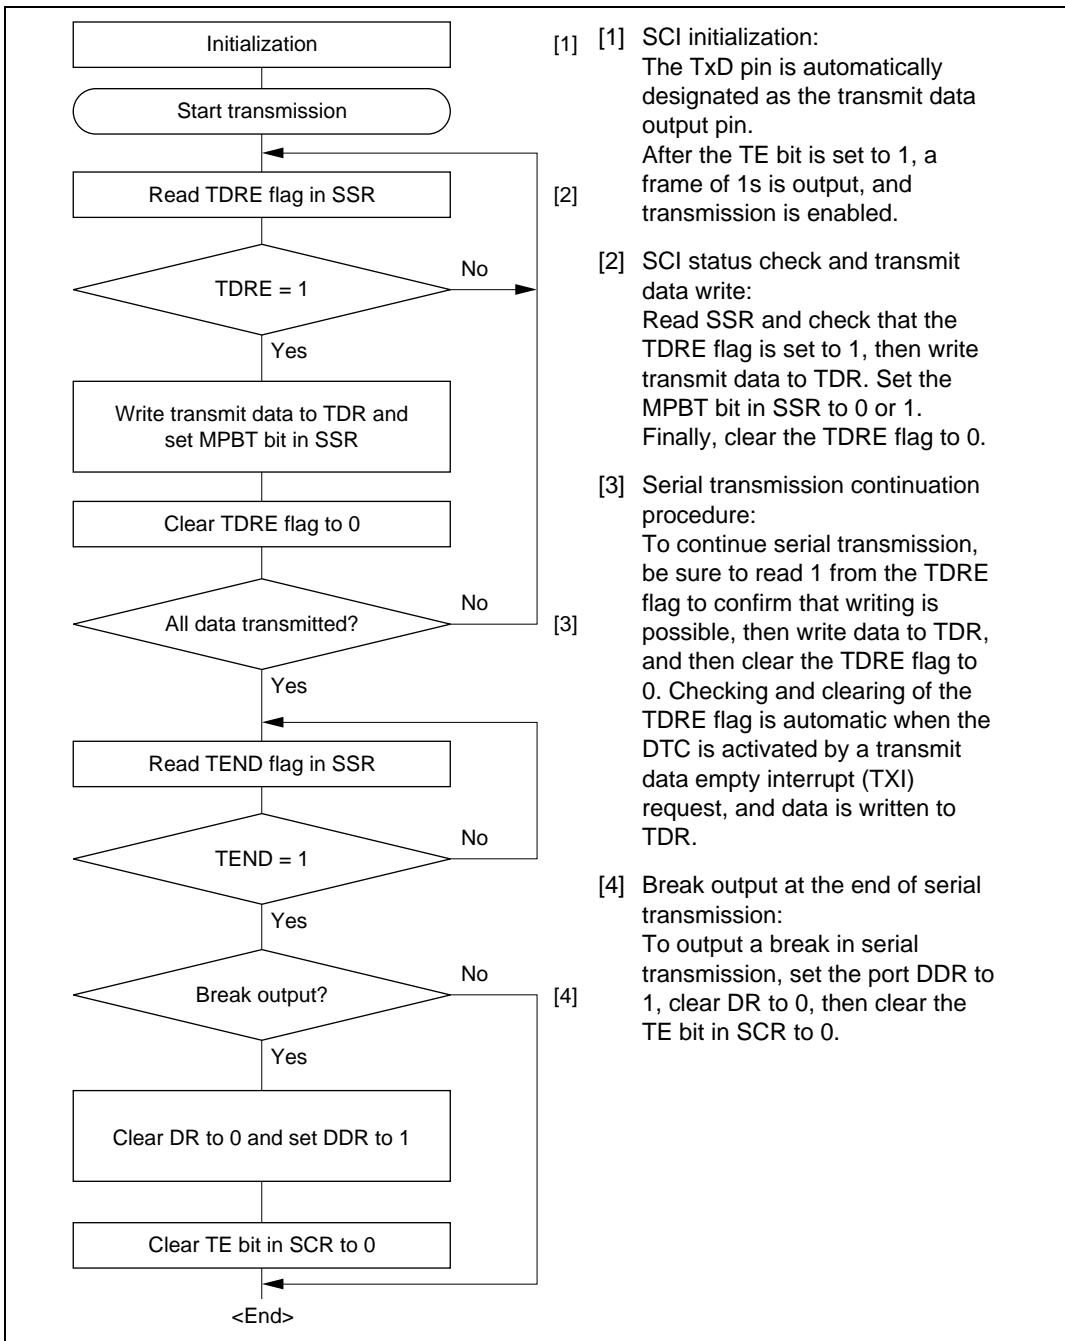 Initialization
[1]
Start transmission
Read TDRE flag in SSR
[2]
TDRE = 1
No
Yes
Write transmit data to TDR and
set MPBT bit in SSR
Clear TDRE flag to 0
All data transmitted?
No
[3]
Yes
Read TEND flag in SSR
TEND = 1
No
Yes
Break output?
No
[4]
Yes
Clear DR to 0 and set DDR to 1
Clear TE bit in SCR to 0
<End>
[1] SCI initialization:
The TxD pin is automatically
designated as the transmit data
output pin.
After the TE bit is set to 1, a
frame of 1s is output, and
transmission is enabled.
[2] SCI status check and transmit
data write:
Read SSR and check that the
TDRE flag is set to 1, then write
transmit data to TDR. Set the
MPBT bit in SSR to 0 or 1.
Finally, clear the TDRE flag to 0.
[3] Serial transmission continuation
procedure:
To continue serial transmission,
be sure to read 1 from the TDRE
flag to confirm that writing is
possible, then write data to TDR,
and then clear the TDRE flag to
0. Checking and clearing of the
TDRE flag is automatic when the
DTC is activated by a transmit
data empty interrupt (TXI)
request, and data is written to
TDR.
[4] Break output at the end of serial
transmission:
To output a break in serial
transmission, set the port DDR to
1, clear DR to 0, then clear the
TE bit in SCR to 0.